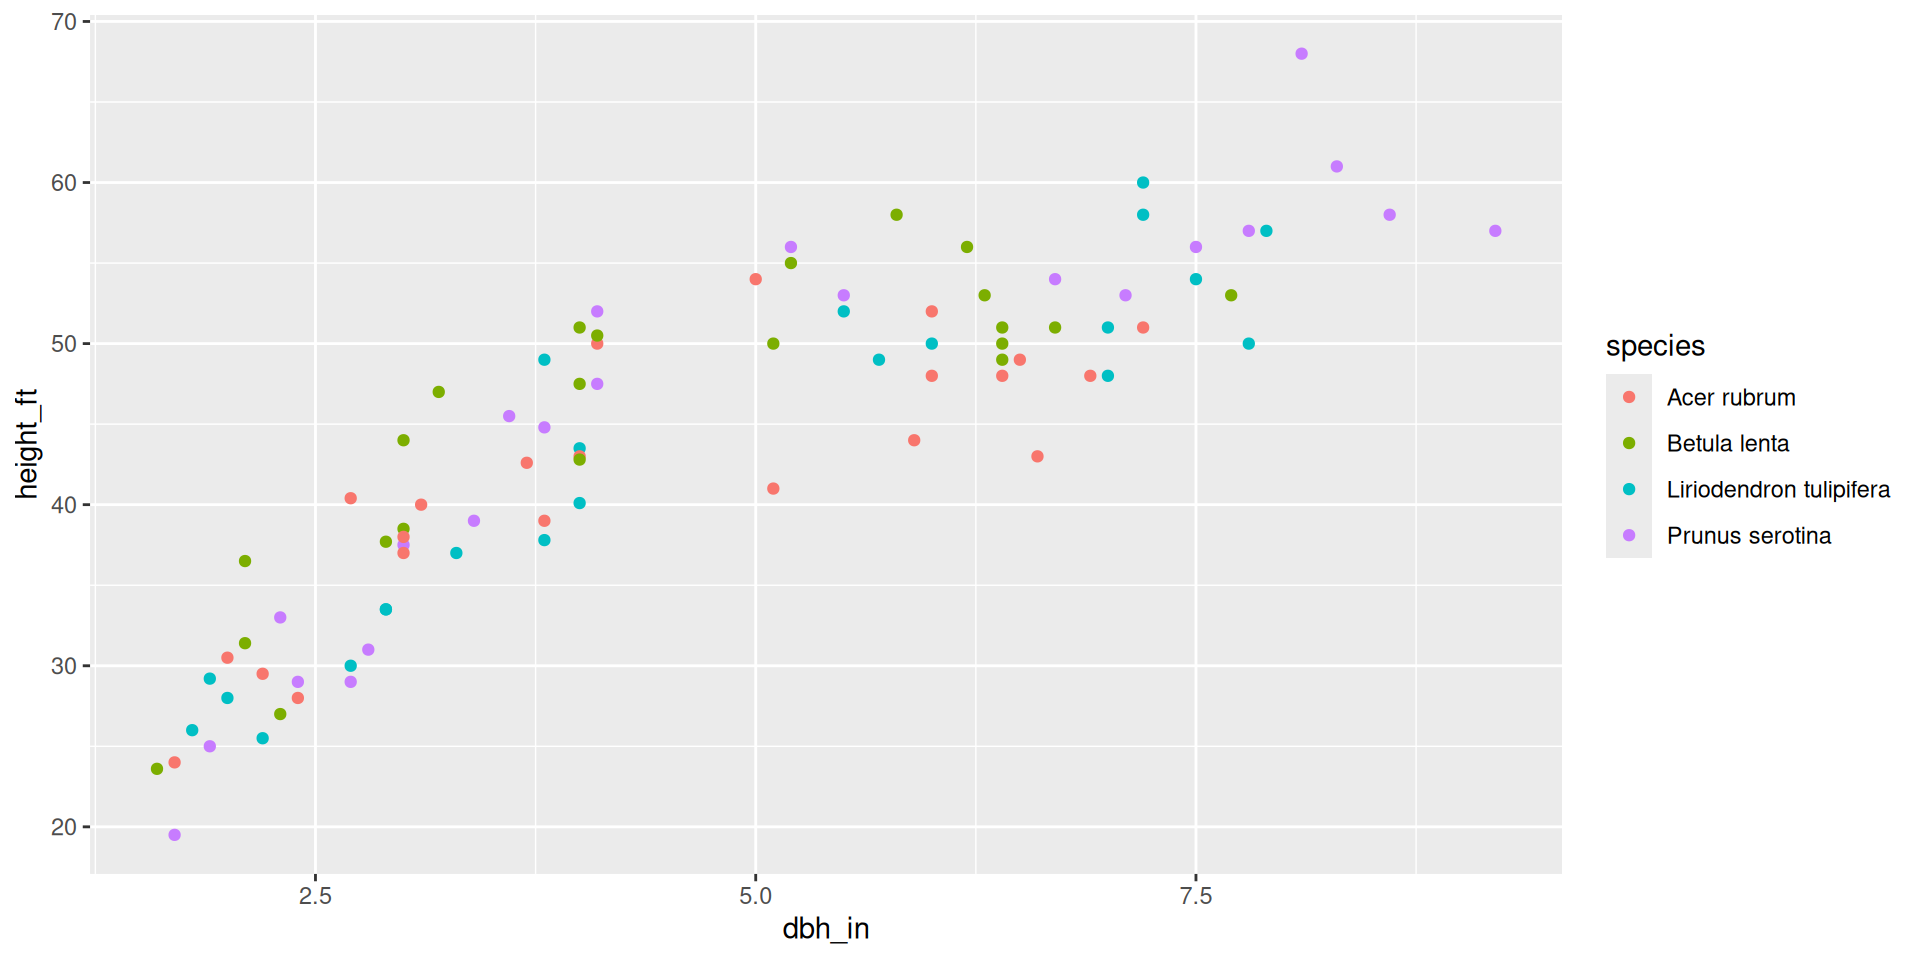 70
60
50
40
30
20
height_ft
2.5 5.0 7.5
dbh_in
species
Acer rubrum
Betula lenta
Liriodendron tulipifera
Prunus serotina